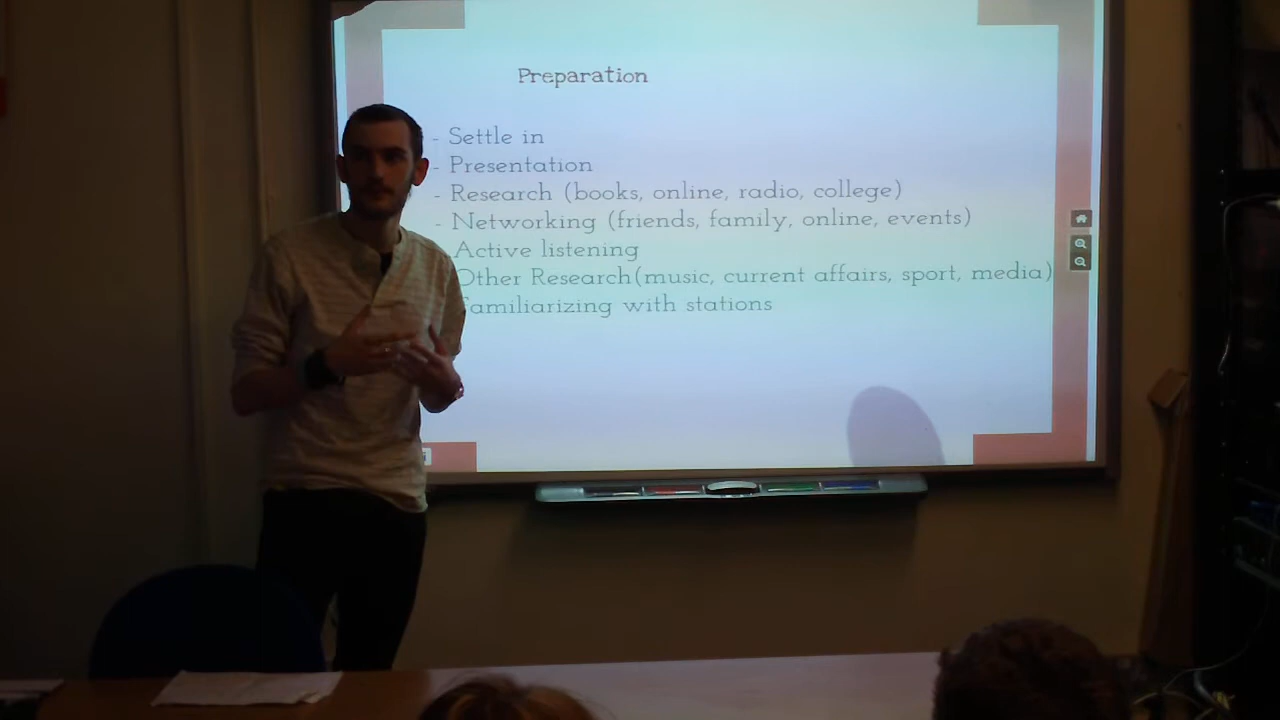 Preparation
- Settle in
- Presentation
- Research (books, online, radio, college)
- Networking (friends, family, online, events)
Active listening
Other Research(music, current affairs, sport, media)
Familiarizing with stations